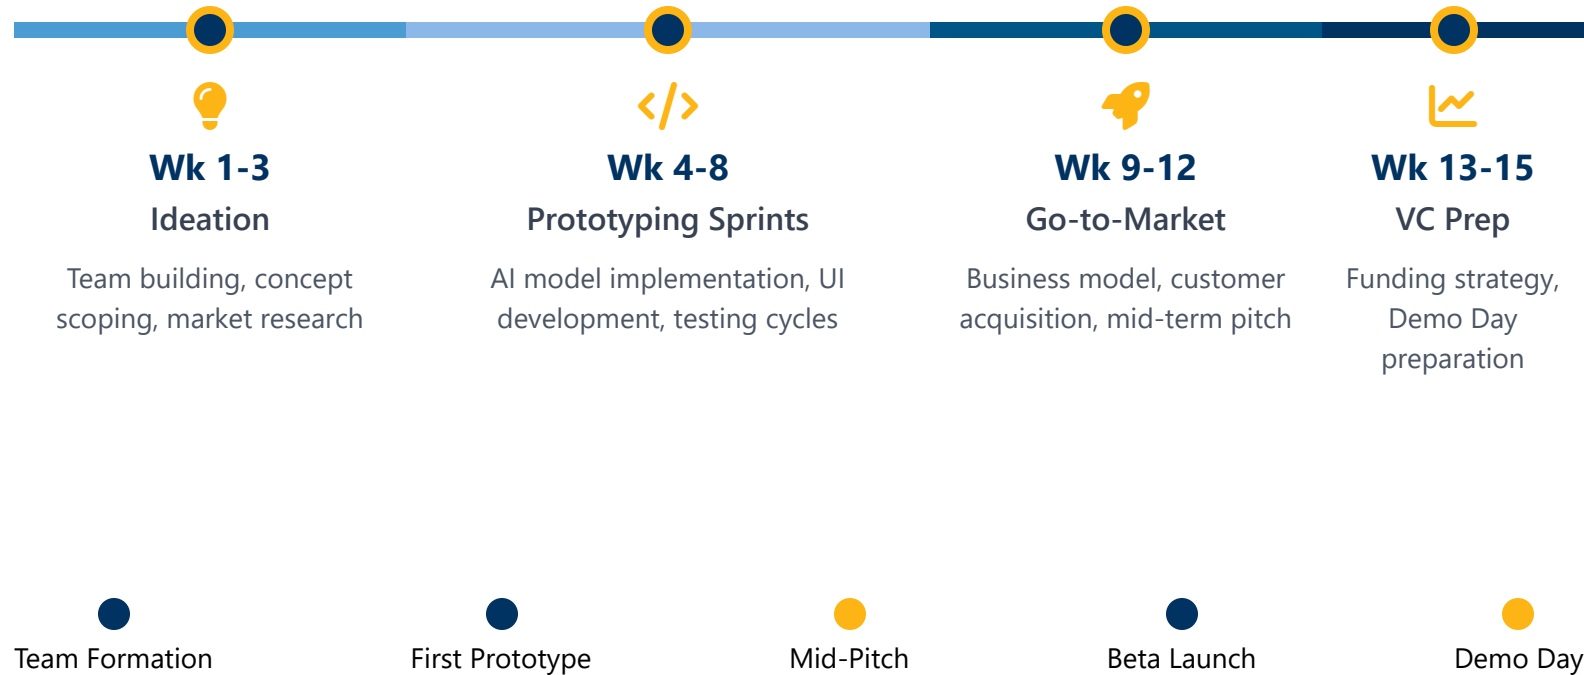 Wk 1-3
Ideation
Team building, concept
scoping, market research
Wk 4-8
Prototyping Sprints
AI model implementation, UI
development, testing cycles
Wk 9-12
Go-to-Market
Business model, customer
acquisition, mid-term pitch
Wk 13-15
VC Prep
Funding strategy,
Demo Day
preparation
Team Formation
First Prototype
Mid-Pitch
Beta Launch
Demo Day